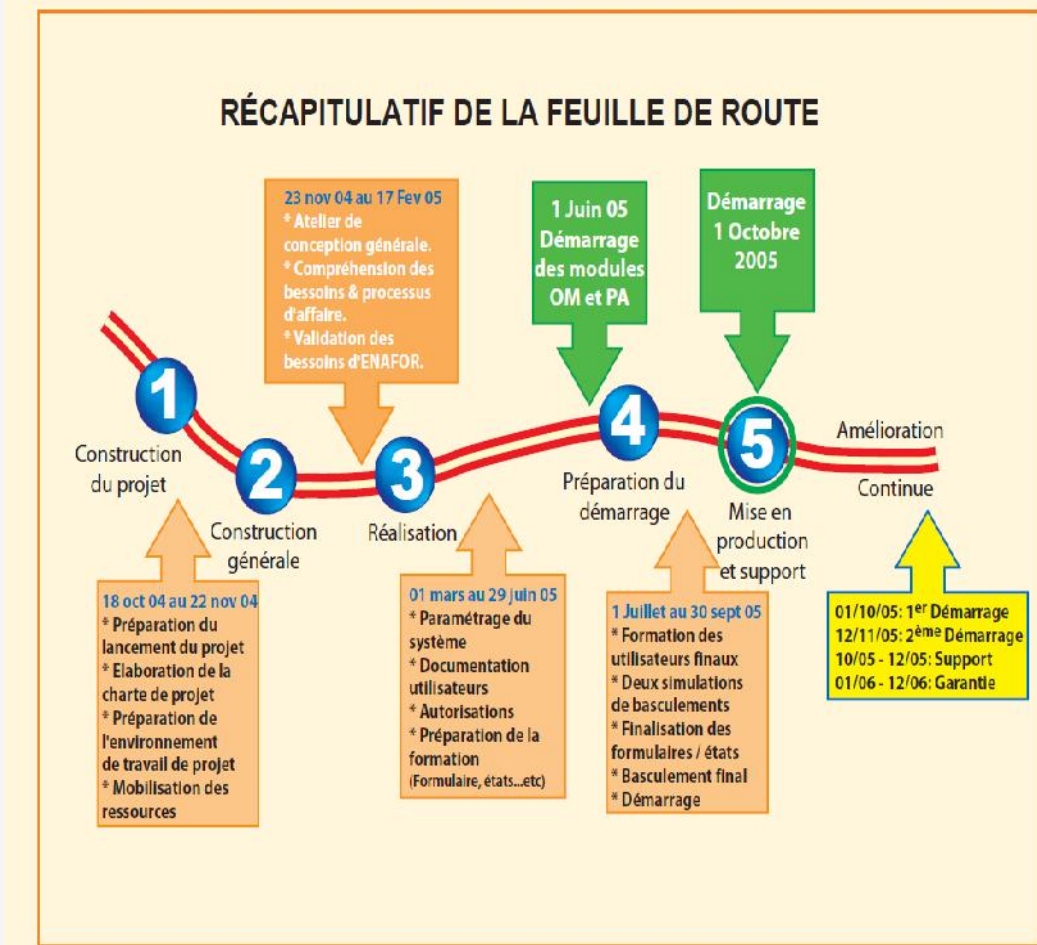 RÉCAPITULATIF DE LA FEUILLE DE ROUTE
23 nov 04 au 17 Fev 05
* Atelier de
conception générale.
* Compréhension des
bessoins & processus
d'affaire.
* Validation des
bessoins d'ENAFOR.
1 Juin 05
Démarrage
des modules
OM et PA
Démarrage
1 Octobre
2005
1
Construction
du projet
2
Construction
générale
3
Réalisation
4
Préparation du
démarrage
5
Mise en
production
et support
Amélioration
Continue
18 oct 04 au 22 nov 04
* Préparation du
lancement du projet
* Elaboration de la
charte de projet
* Préparation de
l'environnement
de travail de projet
* Mobilisation des
ressources
01 mars au 29 juin 05
* Paramétrage du
système
* Documentation
utilisateurs
* Autorisations
* Préparation de la
formation
(Formulaire, états...etc)
1 Juillet au 30 sept 05
* Formation des
utilisateurs finaux
* Deux simulations
de basculements
* Finalisation des
formulaires / états
* Basculement final
* Démarrage
01/10/05: 1er Démarrage
12/11/05: 2ème Démarrage
10/05 - 12/05: Support
01/06 - 12/06: Garantie